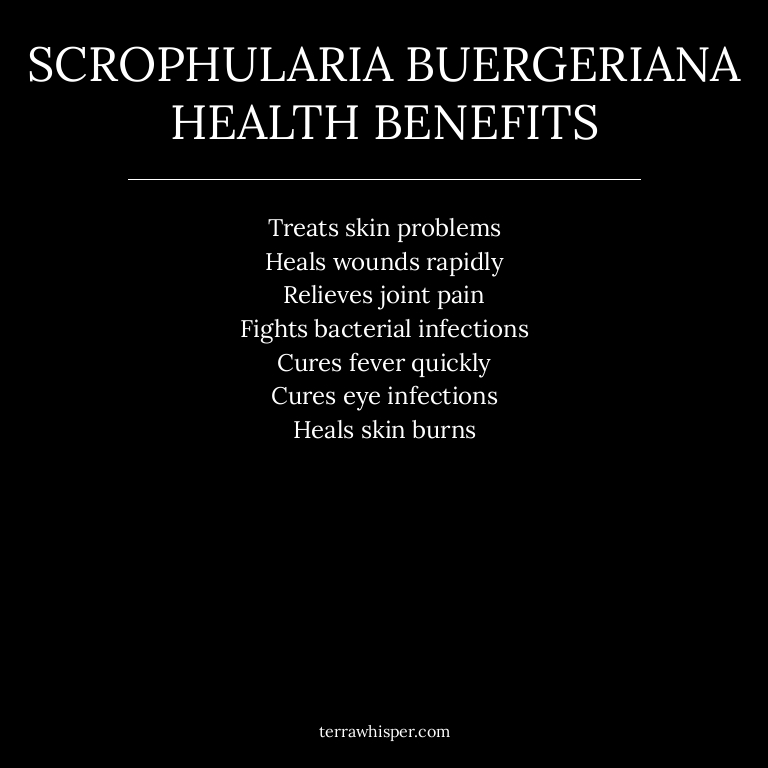 SCROPHULARIA BUERGERIANA
HEALTH BENEFITS
Treats skin problems
Heals wounds rapidly
Relieves joint pain
Fights bacterial infections
Cures fever quickly
Cures eye infections
Heals skin burns
terrawhisper.com